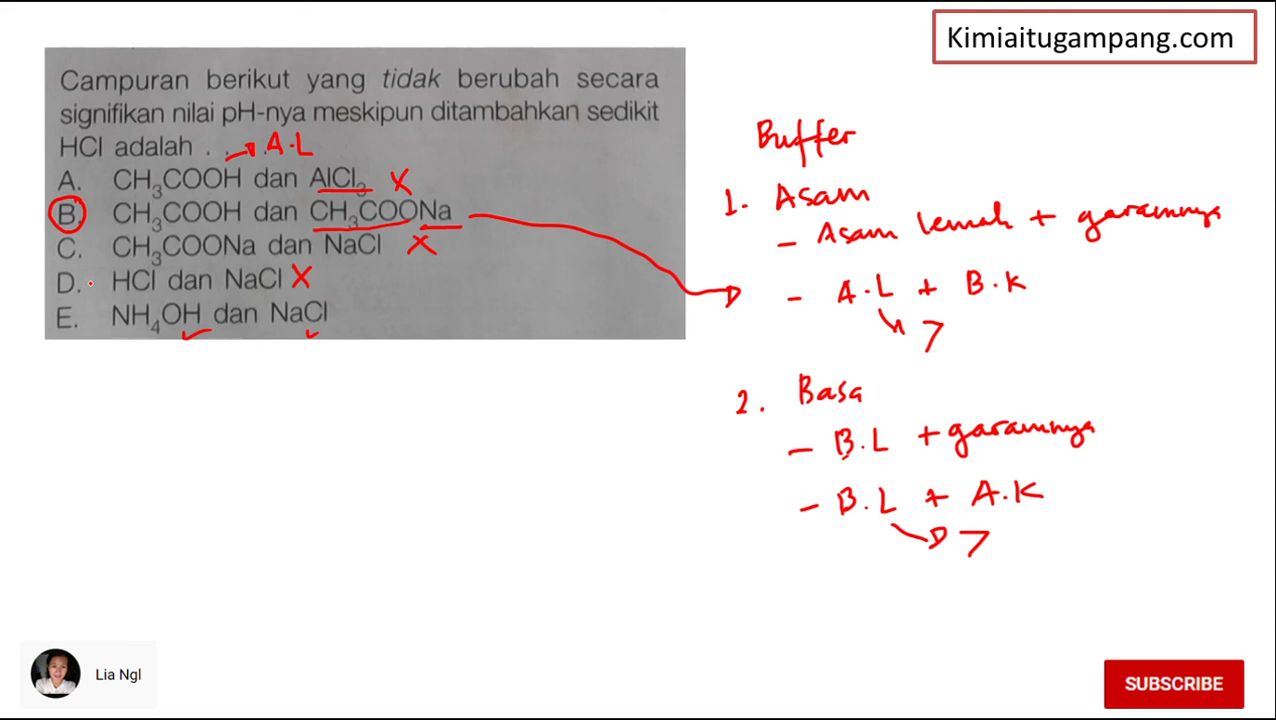 Kimiaitugampang.com
Campuran berikut yang tidak berubah secara
signifikan nilai pH-nya meskipun ditambahkan sedikit
HCl adalah . . . A.L
A. CH₃COOH dan AlCl₃ X
B. CH₃COOH dan CH₃COONa
C. CH₃COONa dan NaCl X
D. HCl dan NaCl X
E. NH₄OH dan NaCl
Buffer
1. Asam
- Asam lemah + garamnya
- A.L + B.K
>
2. Basa
- B.L + garamnya
- B.L + A.K
>
Lia Ngl
SUBSCRIBE